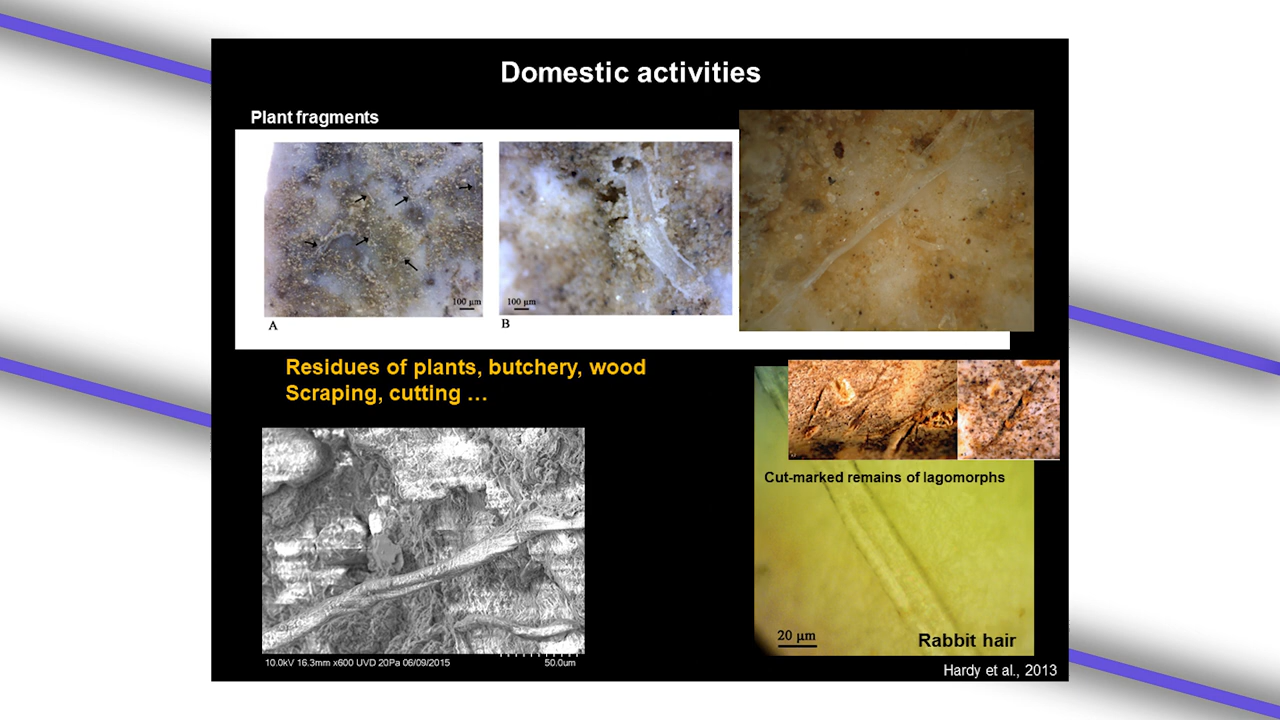 Domestic activities
Plant fragments
100 µm
A
100 µm
B
Residues of plants, butchery, wood
Scraping, cutting …
Cut-marked remains of lagomorphs
10.0kV 16.3mm x600 UVD 20Pa 06/09/2015
50.0um
20 µm
Rabbit hair
Hardy et al., 2013